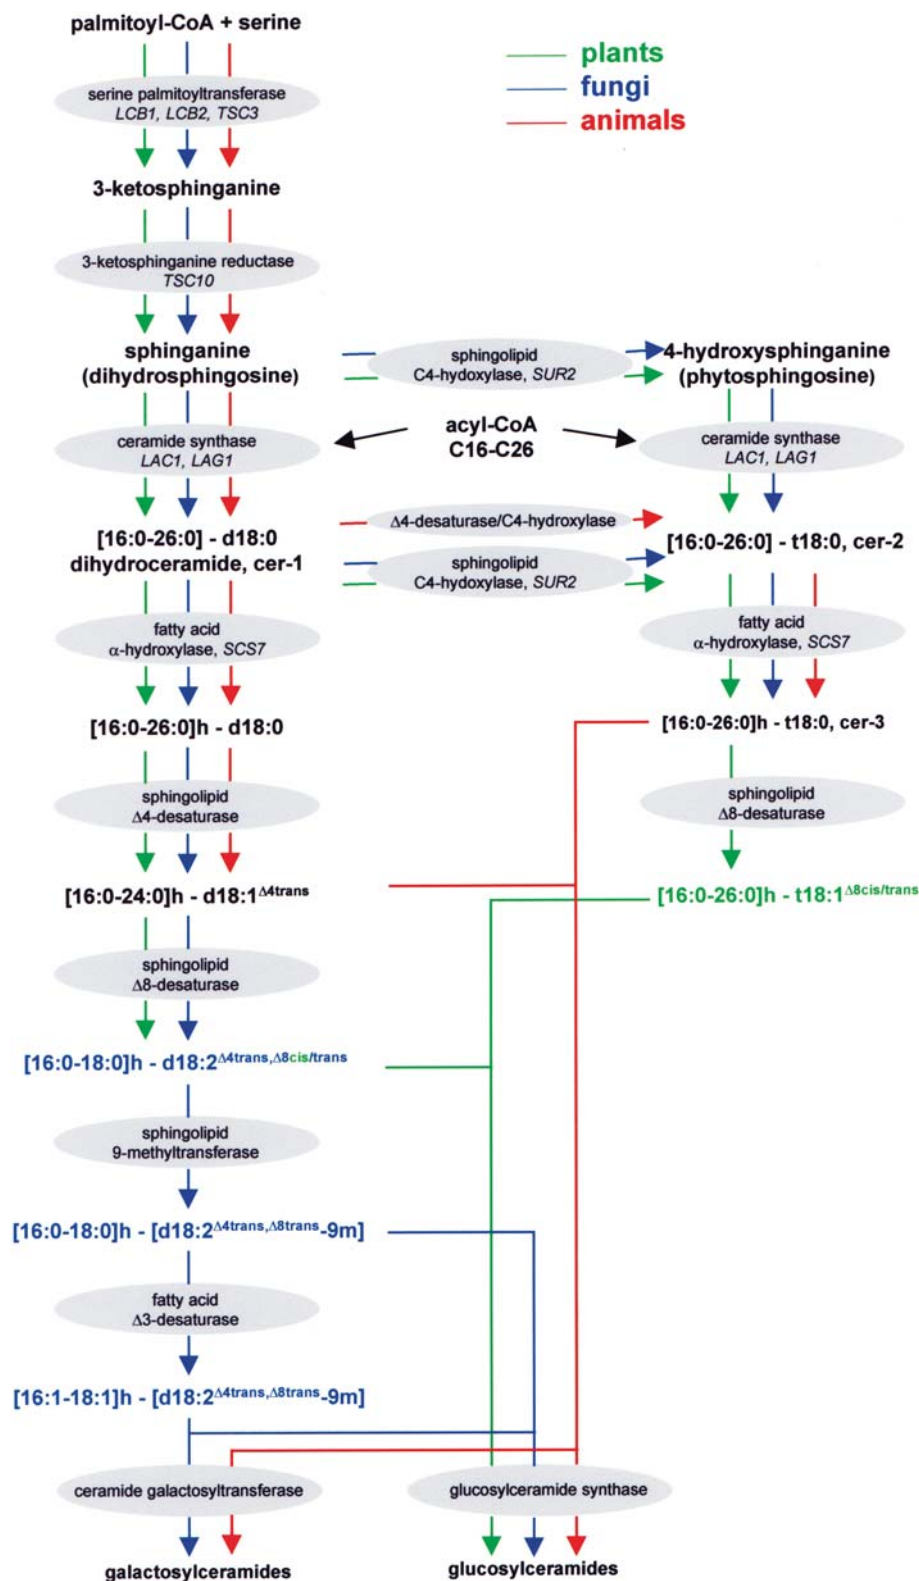 palmitoyl-CoA + serine
plants
fungi
animals
serine palmitoyltransferase
LCB1, LCB2, TSC3
3-ketosphinganine
3-ketosphinganine reductase
TSC10
sphinganine
(dihydrosphingosine)
sphingolipid
C4-hydoxylase, SUR2
4-hydroxysphinganine
(phytosphingosine)
acyl-CoA
C16-C26
ceramide synthase
LAC1, LAG1
ceramide synthase
LAC1, LAG1
Δ4-desaturase/C4-hydroxylase
[16:0-26:0] - d18:0
dihydroceramide, cer-1
[16:0-26:0] - t18:0, cer-2
sphingolipid
C4-hydoxylase, SUR2
fatty acid
α-hydroxylase, SCS7
fatty acid
α-hydroxylase, SCS7
[16:0-26:0]h - d18:0
[16:0-26:0]h - t18:0, cer-3
sphingolipid
Δ4-desaturase
sphingolipid
Δ8-desaturase
[16:0-24:0]h - d18:1Δ4trans
[16:0-26:0]h - t18:1Δ8cis/trans
sphingolipid
Δ8-desaturase
[16:0-18:0]h - d18:2Δ4trans,Δ8cis/trans
sphingolipid
9-methyltransferase
[16:0-18:0]h - [d18:2Δ4trans,Δ8trans-9m]
fatty acid
Δ3-desaturase
[16:1-18:1]h - [d18:2Δ4trans,Δ8trans-9m]
ceramide galactosyltransferase
glucosylceramide synthase
galactosylceramides
glucosylceramides